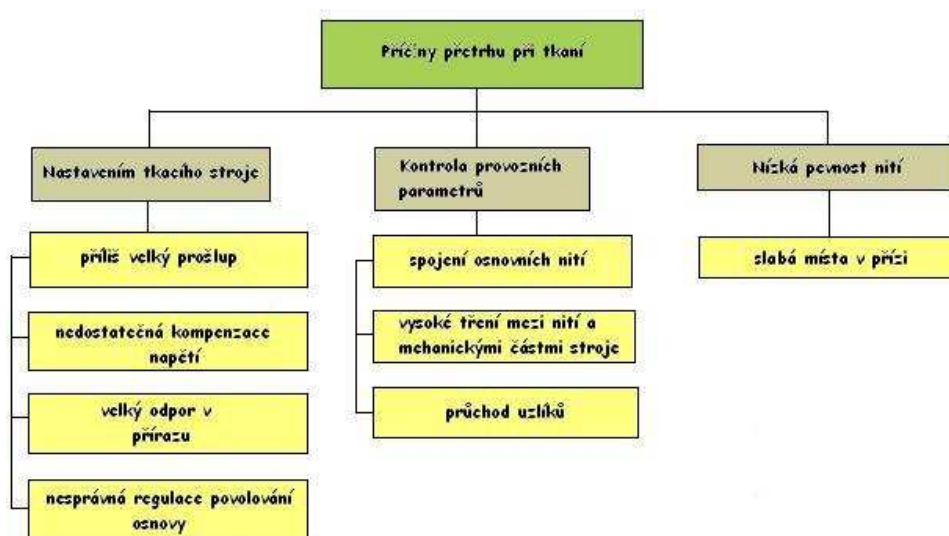 Příčiny přetrhu při tkaní
Nastavením tkacího stroje
příliš velký prošlup
nedostatečná kompenzace
napětí
velký odpor v
přírazu
nesprávná regulace povolování
osnovy
Kontrola provozních
parametrů
spojení osnovních nití
vysoké tření mezi nití a
mehanickými částmi stroje
průchod uzlíků
Nízká pevnost nití
slabá místa v přízi